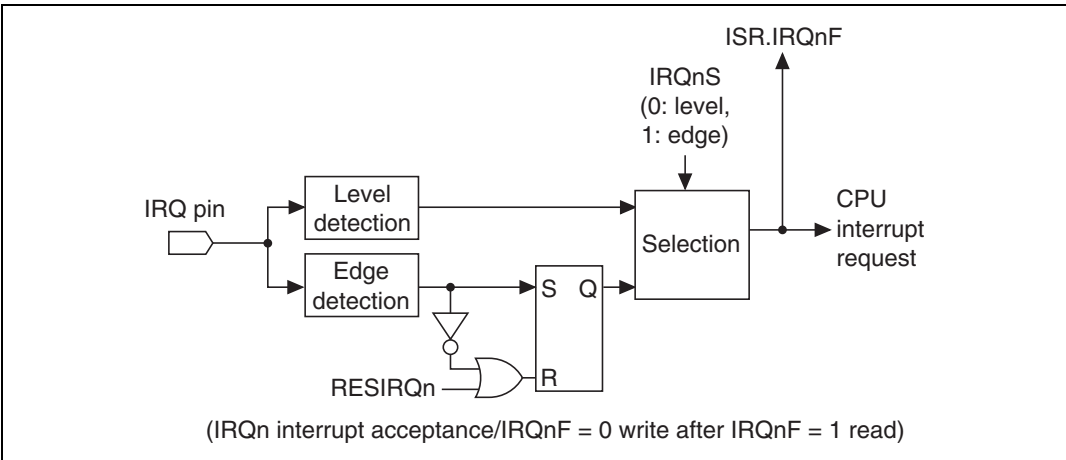 ISR.IRQnF
IRQnS
(0: level,
1: edge)
IRQ pin
Level
detection
Edge
detection
S Q
R
Selection
CPU
interrupt
request
RESIRQn
(IRQn interrupt acceptance/IRQnF = 0 write after IRQnF = 1 read)